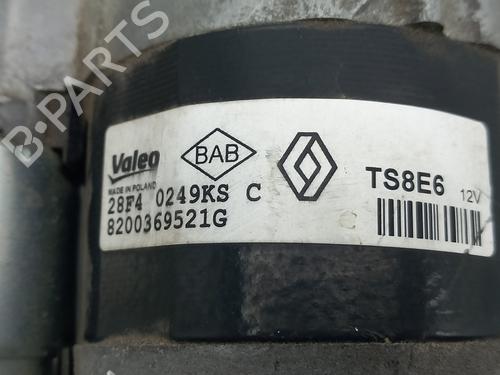 B-PARTS
Valeo
MADE IN POLAND
BAB
28F4 0249KS C
8200369521G
TS8E6
12V